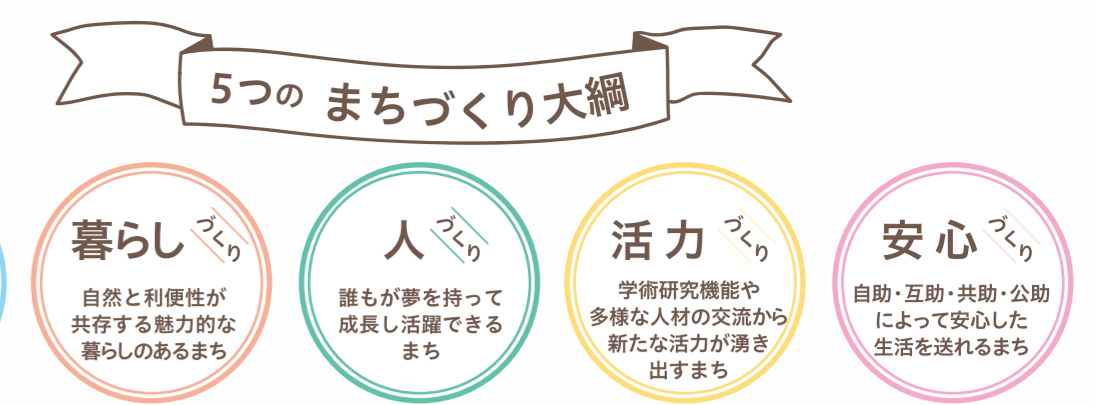 5つの まちづくり大綱
暮らしづくり
自然と利便性が
共存する魅力的な
暮らしのあるまち
人づくり
誰もが夢を持って
成長し活躍できる
まち
活力づくり
学術研究機能や
多様な人材の交流から
新たな活力が湧き
出すまち
安心づくり
自助・互助・共助・公助
によって安心した
生活を送れるまち